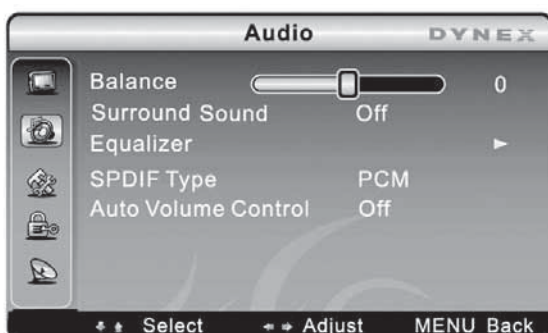 Audio DYNEX
Balance 0
Surround Sound Off
Equalizer
SPDIF Type PCM
Auto Volume Control Off
Select Adjust MENU Back